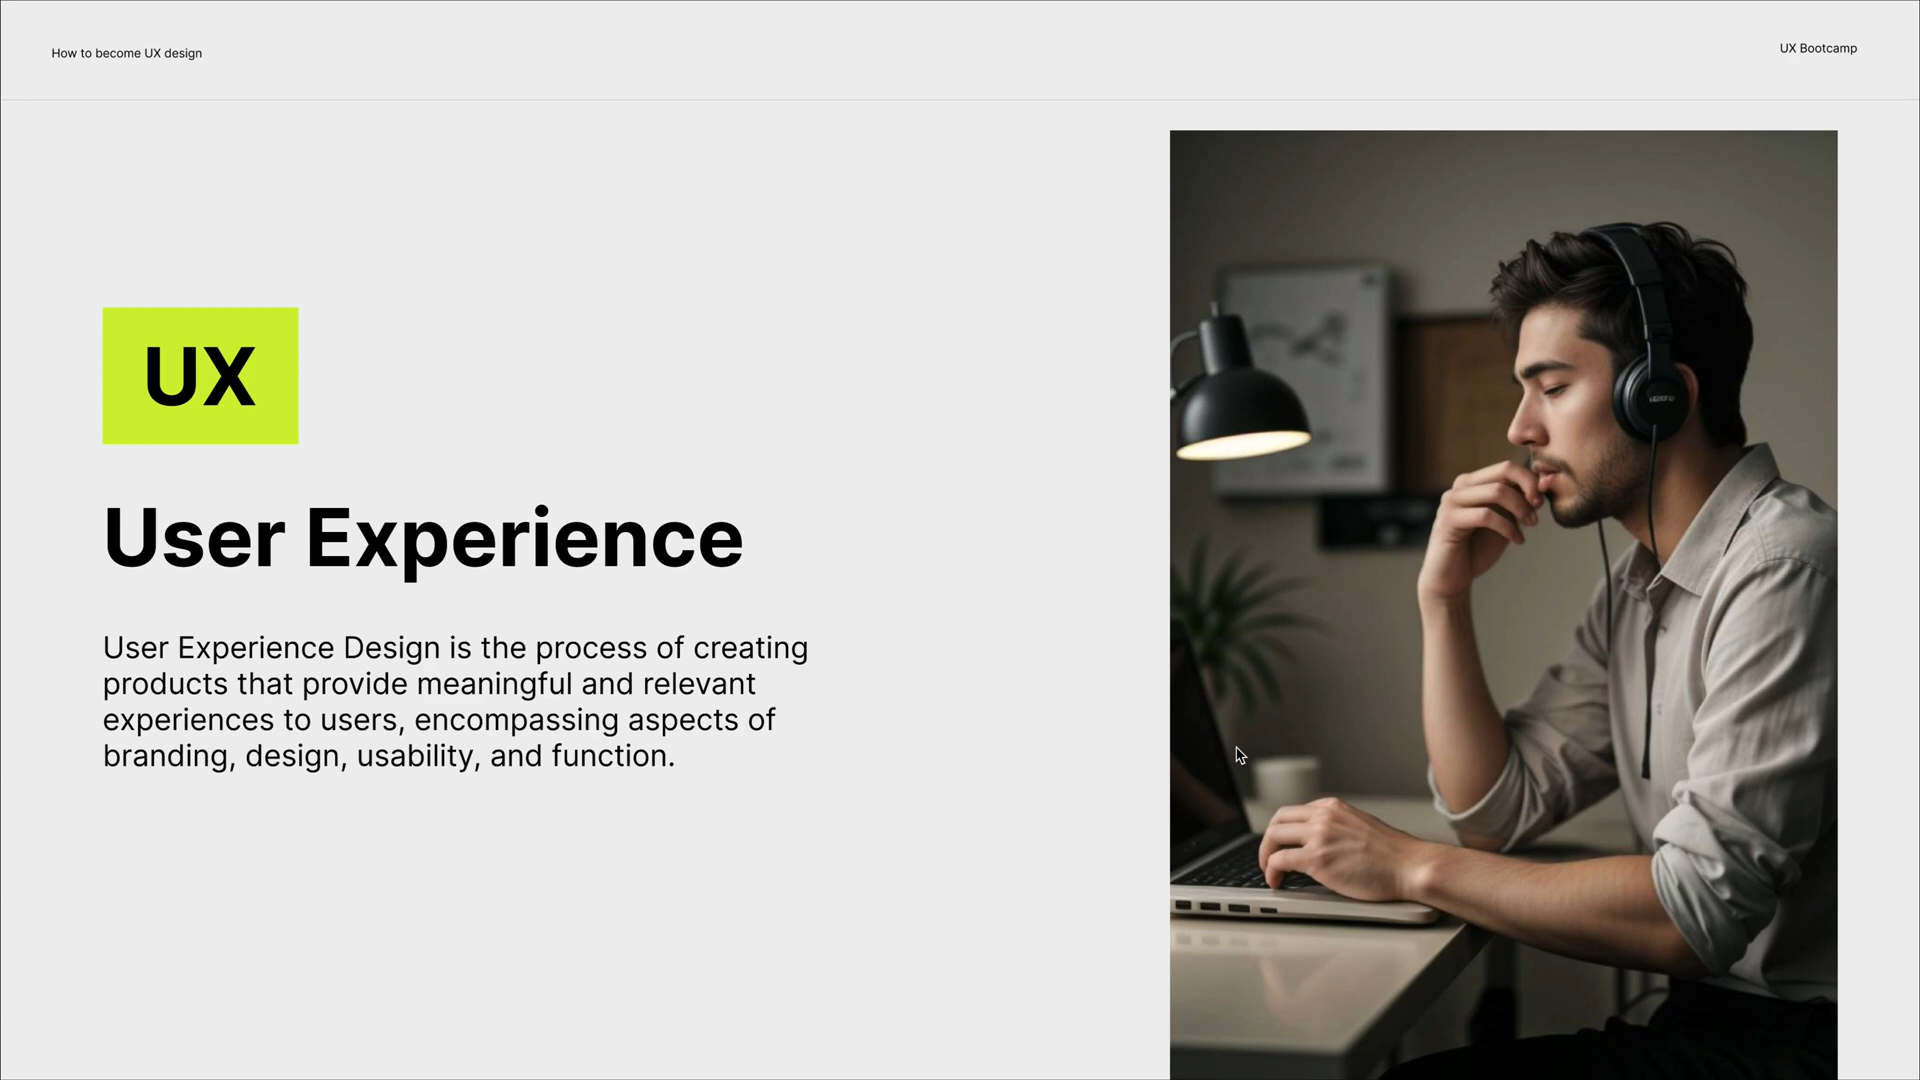 How to become UX design
UX Bootcamp
UX
User Experience
User Experience Design is the process of creating
products that provide meaningful and relevant
experiences to users, encompassing aspects of
branding, design, usability, and function.